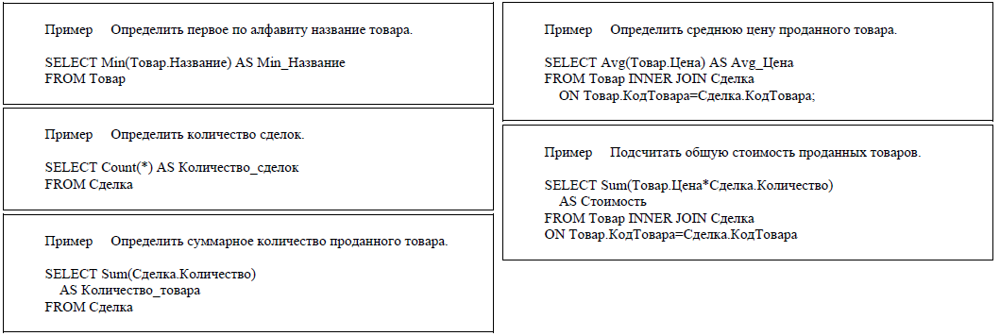 Пример Определить первое по алфавиту название товара.
SELECT Min(Товар.Название) AS Min_Название
FROM Товар
Пример Определить количество сделок.
SELECT Count(*) AS Количество_сделок
FROM Сделка
Пример Определить суммарное количество проданного товара.
SELECT Sum(Сделка.Количество)
AS Количество_товара
FROM Сделка
Пример Определить среднюю цену проданного товара.
SELECT Avg(Товар.Цена) AS Avg_Цена
FROM Товар INNER JOIN Сделка
ON Товар.КодТовара=Сделка.КодТовара;
Пример Подсчитать общую стоимость проданных товаров.
SELECT Sum(Товар.Цена*Сделка.Количество)
AS Стоимость
FROM Товар INNER JOIN Сделка
ON Товар.КодТовара=Сделка.КодТовара